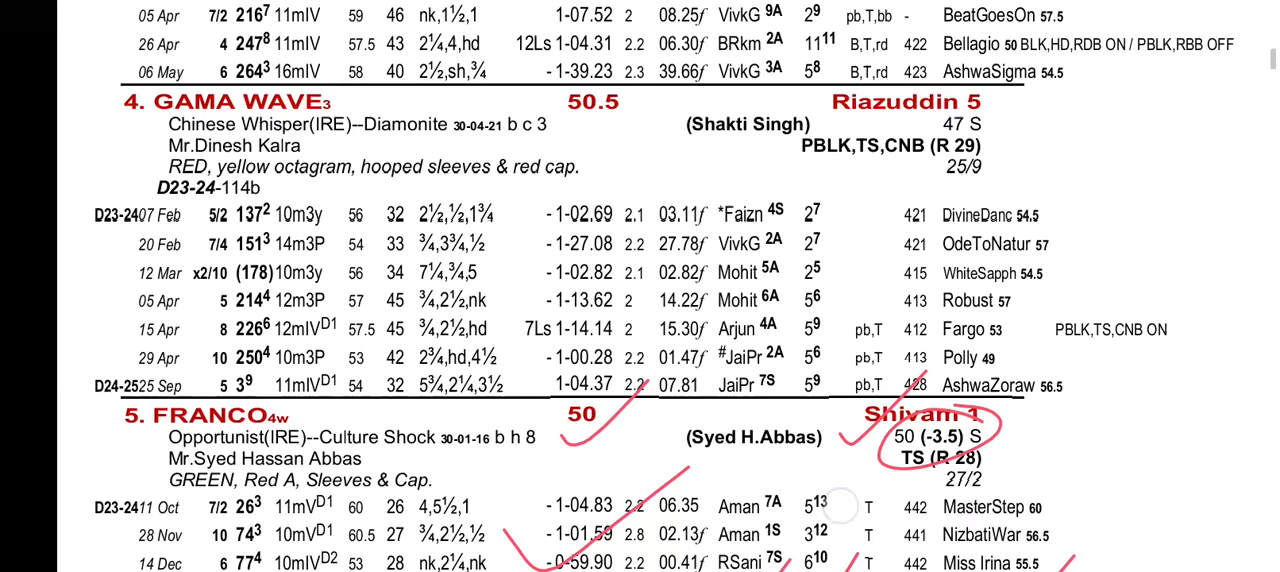 05 Apr 7/2 216⁷ 11mIV 59 46 nk,1½,1 1-07.52 2 08.25f VivkG 9A 2⁹ pb,T,bb - BeatGoesOn 57.5
26 Apr 4 247⁸ 11mIV 57.5 43 2¼,4,hd 12Ls 1-04.31 2.2 06.30f BRkm 2A 11¹¹ B,T,rd 422 Bellagio 50 BLK,HD,RDB ON / PBLK,RBB OFF
06 May 6 264³ 16mIV 58 40 2½,sh,¾ - 1-39.23 2.3 39.66f VivkG 3A 5⁸ B,T,rd 423 AshwaSigma 54.5
4. GAMA WAVE₃ 50.5 Riazuddin 5
Chinese Whisper(IRE)--Diamonite 30-04-21 b c 3 (Shakti Singh) 47 S
Mr.Dinesh Kalra PBLK,TS,CNB (R 29)
RED, yellow octagram, hooped sleeves & red cap. 25/9
D23-24-114b
D23-24 07 Feb 5/2 137² 10m3y 56 32 2½,½,1¾ - 1-02.69 2.1 03.11f *Faizn 4S 2⁷ 421 DivineDanc 54.5
20 Feb 7/4 151³ 14m3P 54 33 ¾,3¾,½ - 1-27.08 2.2 27.78f VivkG 2A 2⁷ 421 OdeToNatur 57
12 Mar x2/10 (178) 10m3y 56 34 7¼,¾,5 - 1-02.82 2.1 02.82f Mohit 5A 2⁵ 415 WhiteSapph 54.5
05 Apr 5 214⁴ 12m3P 57 45 ¾,2½,nk - 1-13.62 2 14.22f Mohit 6A 5⁶ 413 Robust 57
15 Apr 8 226⁶ 12mIVD1 57.5 45 ¾,2½,hd 7Ls 1-14.14 2 15.30f Arjun 4A 5⁹ pb,T 412 Fargo 53 PBLK,TS,CNB ON
29 Apr 10 250⁴ 10m3P 53 42 2¾,hd,4½ - 1-00.28 2.2 01.47f #JaiPr 2A 5⁶ pb,T 413 Polly 49
D24-25 25 Sep 5 3⁹ 11mIVD1 54 32 5¾,2¼,3½ - 1-04.37 2.2 07.81 JaiPr 7S 5⁹ pb,T 428 AshwaZoraw 56.5
5. FRANCO₄w 50 Shivam 1
Opportunist(IRE)--Culture Shock 30-01-16 b h 8 (Syed H.Abbas) 50 (-3.5) S
Mr.Syed Hassan Abbas TS (R 28)
GREEN, Red A, Sleeves & Cap. 27/2
D23-24 11 Oct 7/2 26³ 11mVD1 60 26 4,5½,1 - 1-04.83 2.2 06.35 Aman 7A 5¹³ T 442 MasterStep 60
28 Nov 10 74³ 10mVD1 60.5 27 ¾,2½,½ - 1-01.59 2.8 02.13f Aman 1S 3¹² T 441 NizbatiWar 56.5
14 Dec 6 77⁴ 10mIVD2 53 28 nk,2¼,nk - 0-59.90 2.2 00.41f RSani 7S 6¹⁰ T 442 Miss Irina 55.5